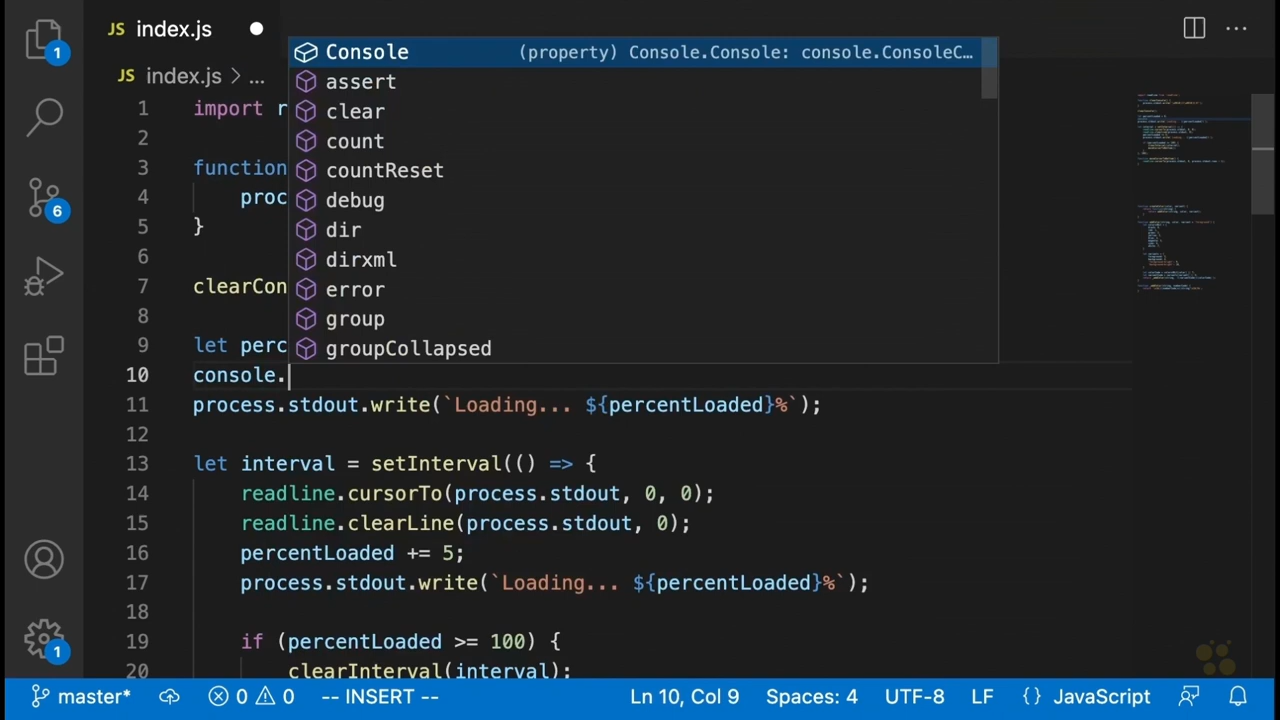 JS index.js
JS index.js > ...
1 import r
2
3 function
4 proc
5 }
6
7 clearCon
8
9 let perc
10 console.
11 process.stdout.write(`Loading... ${percentLoaded}%`);
12
13 let interval = setInterval(() => {
14 readline.cursorTo(process.stdout, 0, 0);
15 readline.clearLine(process.stdout, 0);
16 percentLoaded += 5;
17 process.stdout.write(`Loading... ${percentLoaded}%`);
18
19 if (percentLoaded >= 100) {
20 clearInterval(interval);
Console (property) Console.Console: console.ConsoleC...
assert
clear
count
countReset
debug
dir
dirxml
error
group
groupCollapsed
1
6
1
master* 0 0 -- INSERT -- Ln 10, Col 9 Spaces: 4 UTF-8 LF {} JavaScript